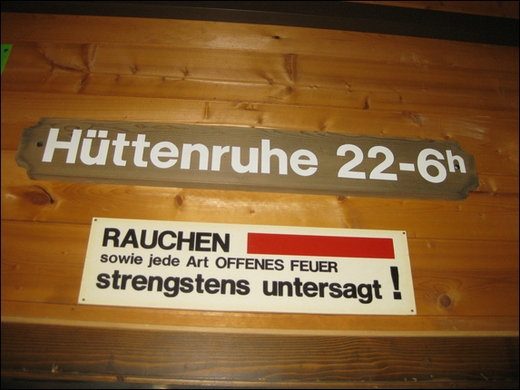 Hüttenruhe 22-6h
RAUCHEN
sowie jede Art OFFENES FEUER
strengstens untersagt !